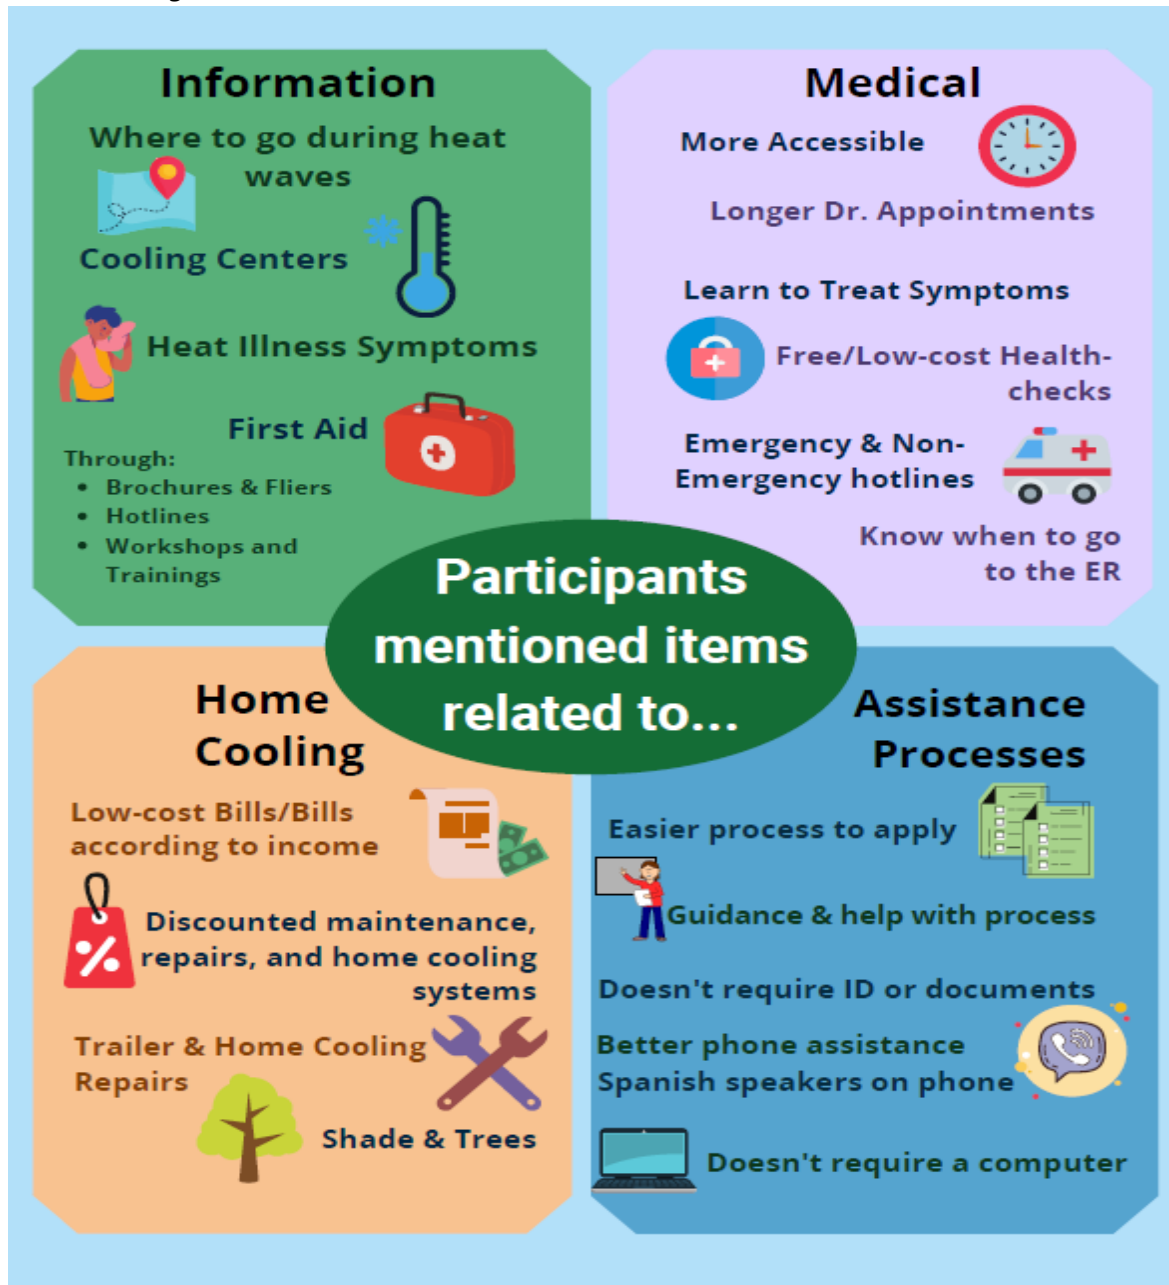 Information
Where to go during heat
waves
Cooling Centers
Heat Illness Symptoms
First Aid
Through:
• Brochures & Fliers
• Hotlines
• Workshops and
Trainings
Medical
More Accessible
Longer Dr. Appointments
Learn to Treat Symptoms
Free/Low-cost Health-
checks
Emergency & Non-
Emergency hotlines
Know when to go
to the ER
Participants
mentioned items
related to...
Home
Cooling
Low-cost Bills/Bills
according to income
Discounted maintenance,
repairs, and home cooling
systems
Trailer & Home Cooling
Repairs
Shade & Trees
Assistance
Processes
Easier process to apply
Guidance & help with process
Doesn't require ID or documents
Better phone assistance
Spanish speakers on phone
Doesn't require a computer